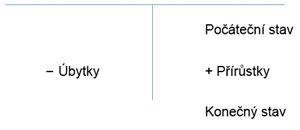 Počáteční stav
– Úbytky
+ Přírůstky
Konečný stav